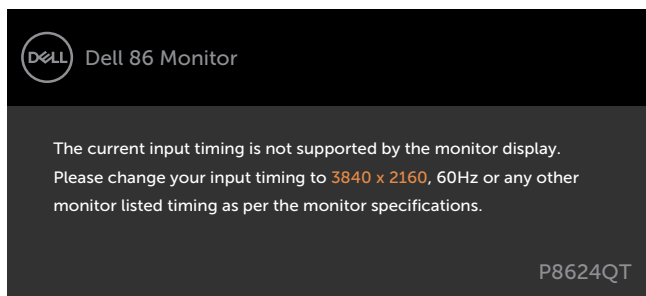 DELL Dell 86 Monitor
The current input timing is not supported by the monitor display.
Please change your input timing to 3840 x 2160, 60Hz or any other
monitor listed timing as per the monitor specifications.
P8624QT